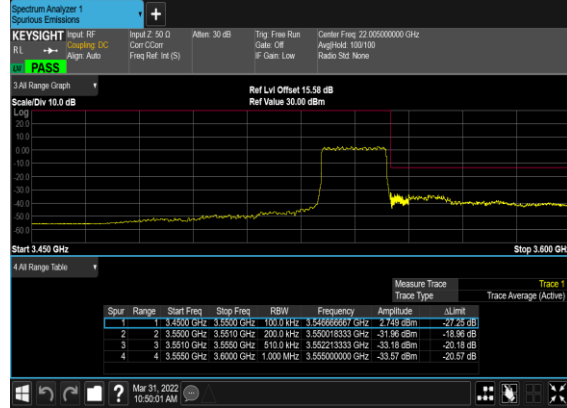 Spectrum Analyzer 1
Spurious Emissions
KEYSIGHT Input: RF Input Z: 50 Ω Atten: 30 dB Trig: Free Run Center Freq: 22.005000000 GHz
RL Coupling: DC Corr CCorr Gate: Off Avg|Hold: 100/100
Align: Auto Freq Ref: Int (S) IF Gain: Low Radio Std: None
LW PASS
3 All Range Graph
Ref Lvl Offset 15.58 dB
Scale/Div 10.0 dB Ref Value 30.00 dBm
Log
20.0
10.0
0.00
-10.0
-20.0
-30.0
-40.0
-50.0
-60.0
Start 3.450 GHz Stop 3.600 GHz
4 All Range Table
Measure Trace Trace 1
Trace Type Trace Average (Active)
Spur Range Start Freq Stop Freq RBW Frequency Amplitude ΔLimit
1 1 3.4500 GHz 3.5500 GHz 100.0 kHz 3.546666667 GHz 2.749 dBm -27.25 dB
2 2 3.5500 GHz 3.5510 GHz 200.0 kHz 3.550018333 GHz -31.96 dBm -18.96 dB
3 3 3.5510 GHz 3.5550 GHz 510.0 kHz 3.552213333 GHz -33.18 dBm -20.18 dB
4 4 3.5550 GHz 3.6000 GHz 1.000 MHz 3.555000000 GHz -33.57 dBm -20.57 dB
Mar 31, 2022
10:50:01 AM